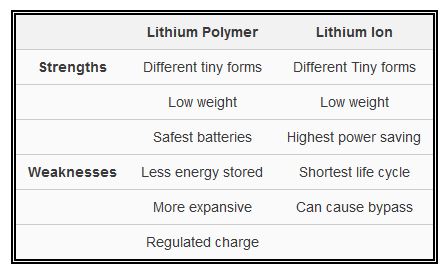 Lithium Polymer Lithium Ion
Strengths Different tiny forms Different Tiny forms
Low weight Low weight
Safest batteries Highest power saving
Weaknesses Less energy stored Shortest life cycle
More expansive Can cause bypass
Regulated charge